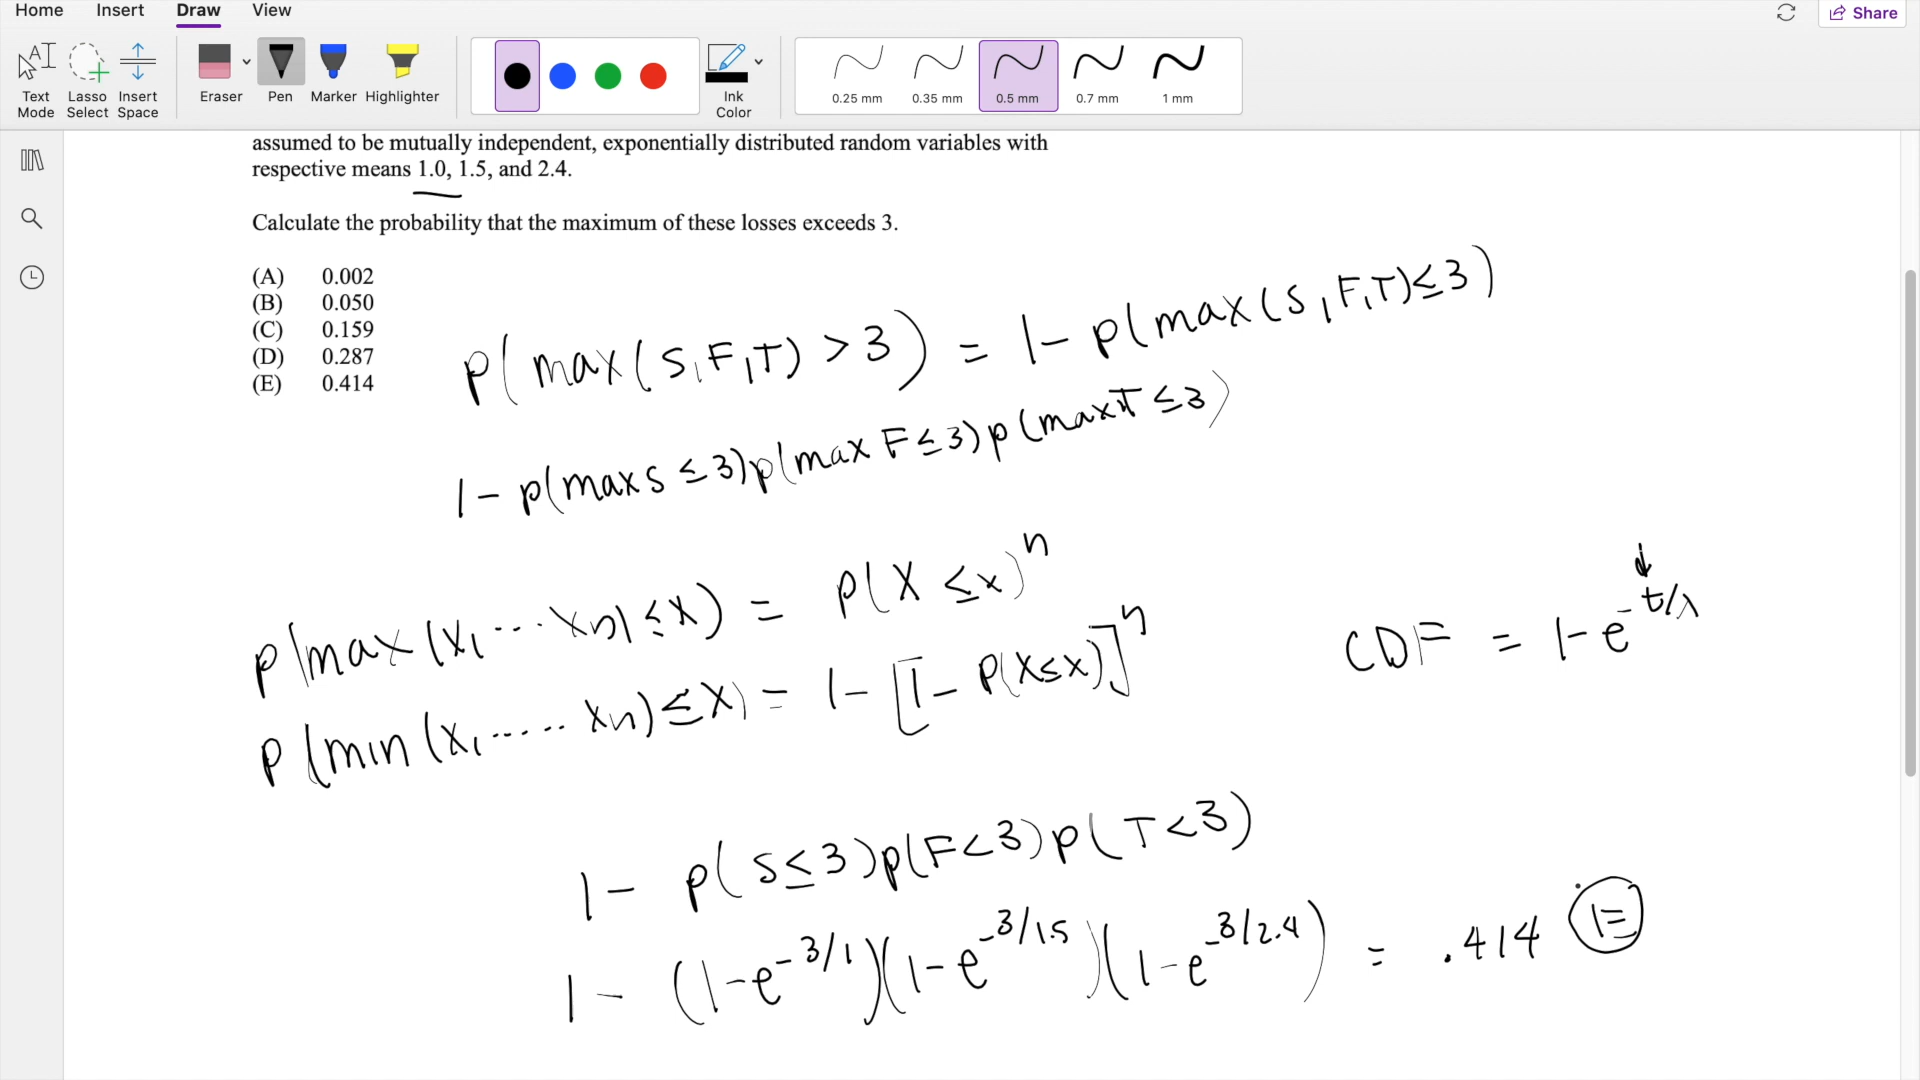 Home Insert Draw View Share
Text Mode Lasso Select Insert Space Eraser Pen Marker Highlighter Ink Color 0.25 mm 0.35 mm 0.5 mm 0.7 mm 1 mm
assumed to be mutually independent, exponentially distributed random variables with
respective means 1.0, 1.5, and 2.4.
Calculate the probability that the maximum of these losses exceeds 3.
(A) 0.002
(B) 0.050
(C) 0.159
(D) 0.287
(E) 0.414
p(max(S,F,T) > 3) = 1 - p(max(S,F,T) ≤ 3)
1 - p(max S ≤ 3)p(max F ≤ 3)p(max T ≤ 3)
p(max(x₁ ... xn) ≤ x) = p(X ≤ x)ⁿ
p(min(x₁ ..... xn) ≤ x) = 1 - [1 - p(X ≤ x)]ⁿ
CDF = 1 - e^-t/λ
1 - p(S ≤ 3)p(F < 3)p(T < 3)
1 - (1 - e^-3/1)(1 - e^-3/1.5)(1 - e^-3/2.4) = .414 E